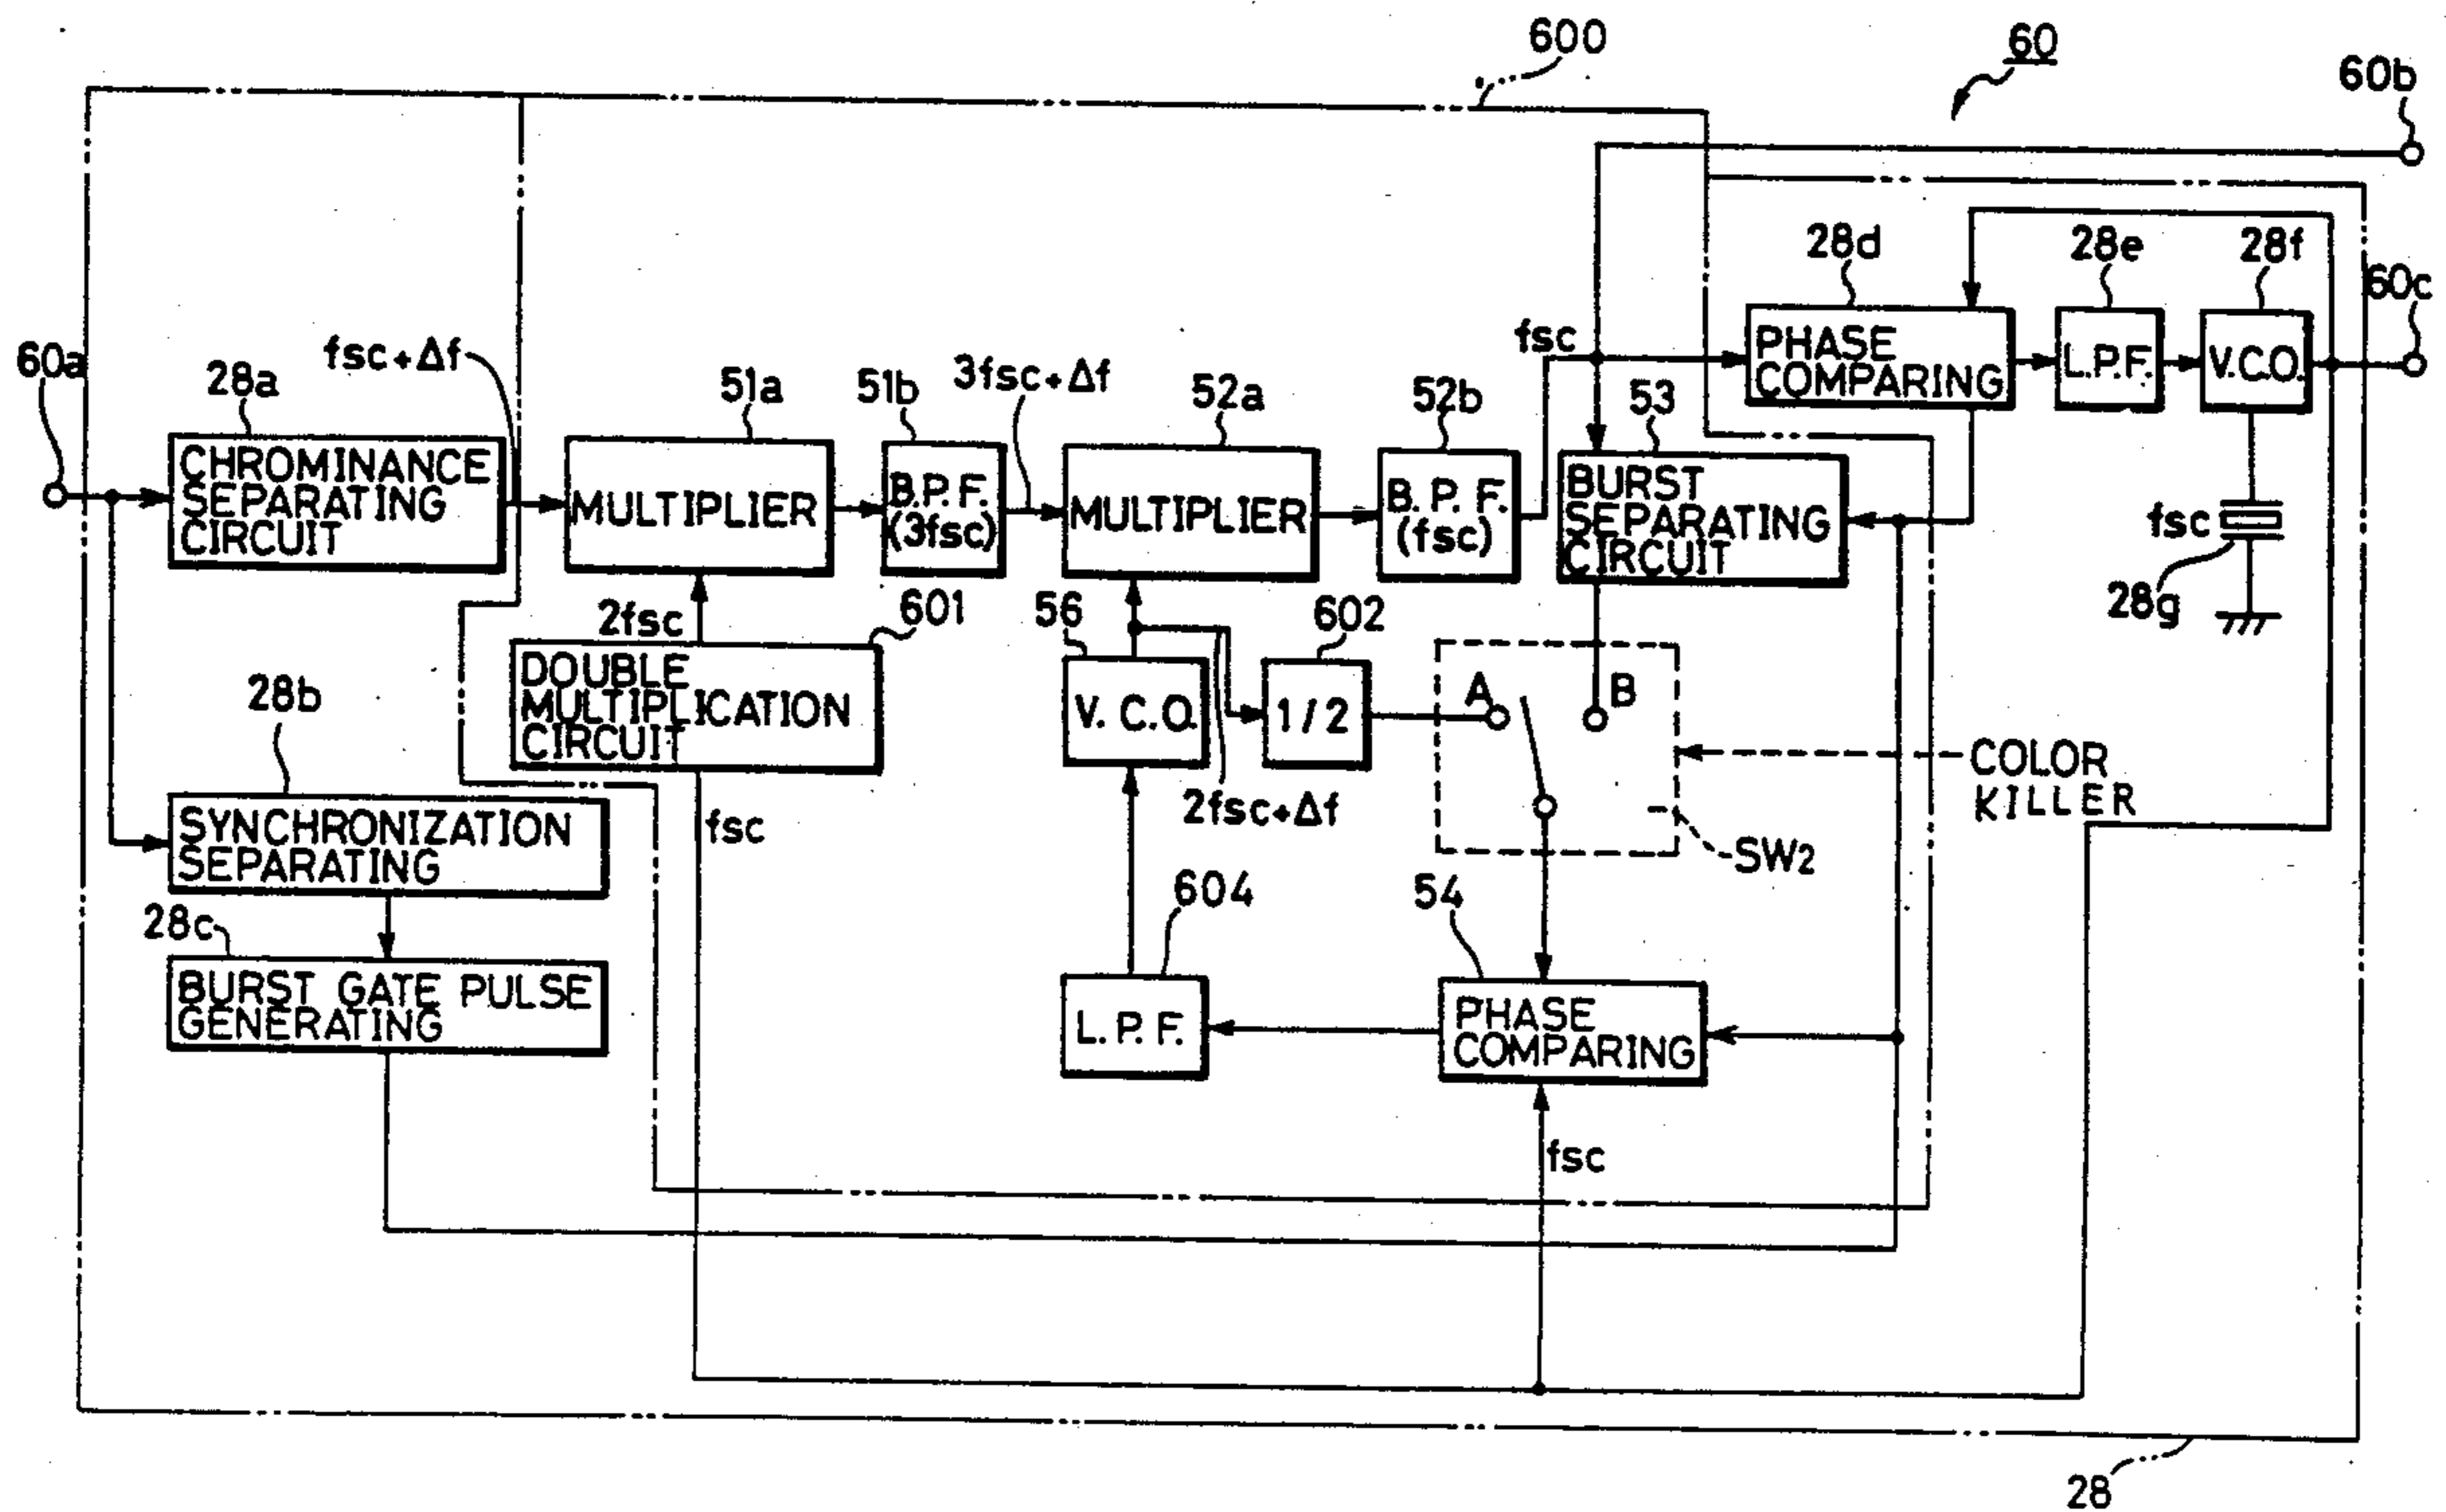 600
60
60b
28d
28e
28f
60c
60a
28a
fsc+Δf
51a
51b
3fsc+Δf
52a
52b
fsc
53
PHASE
COMPARING
L.P.F.
V.C.O.
CHROMINANCE
SEPARATING
CIRCUIT
MULTIPLIER
B.P.F.
(3fsc)
MULTIPLIER
B.P.F.
(fsc)
BURST
SEPARATING
CIRCUIT
fsc
28g
2fsc
601
56
602
DOUBLE
MULTIPLICATION
CIRCUIT
V.C.O.
1/2
A
B
28b
2fsc+Δf
COLOR
KILLER
SW2
SYNCHRONIZATION
SEPARATING
fsc
28c
604
54
BURST GATE PULSE
GENERATING
L.P.F.
PHASE
COMPARING
fsc
28